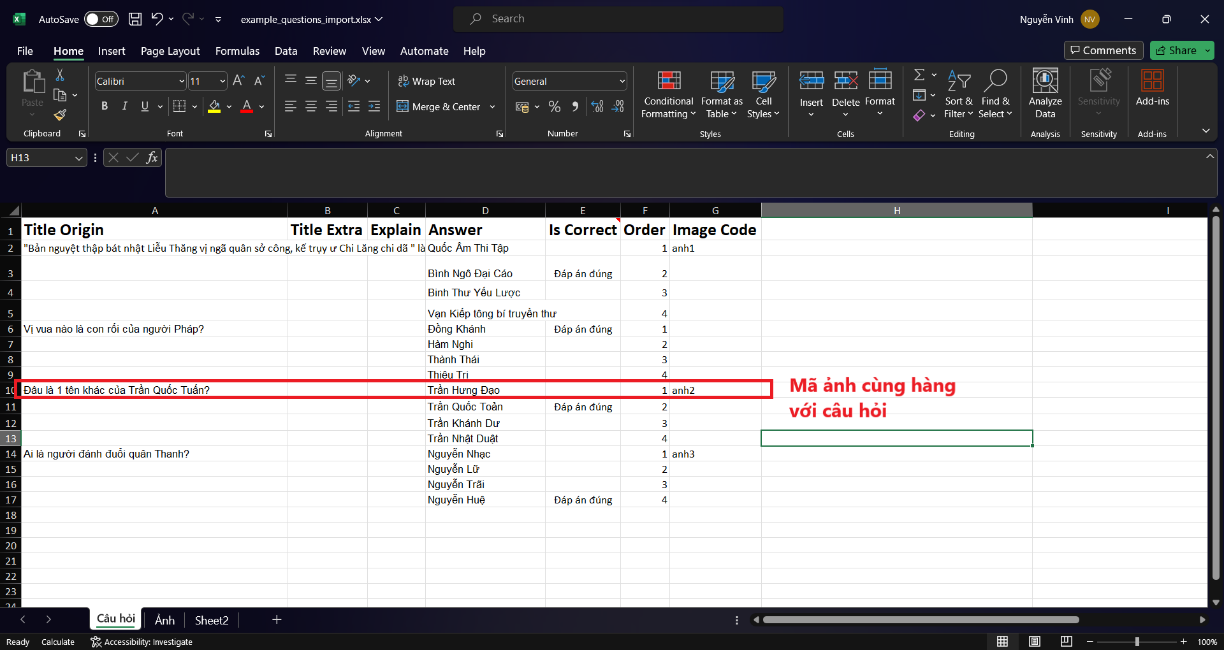 AutoSave Off example_questions_import.xlsx Search Nguyễn Vinh NV
File Home Insert Page Layout Formulas Data Review View Automate Help Comments Share
Paste Calibri 11 Wrap Text General Conditional Formatting Format as Table Cell Styles Insert Delete Format Sort & Filter Find & Select Analyze Data Sensitivity Add-ins
B I U A Merge & Center
Clipboard Font Alignment Number Styles Cells Editing Analysis Sensitivity Add-ins
H13 fx
A B C D E F G H I
1 Title Origin Title Extra Explain Answer Is Correct Order Image Code
2 "Bản nguyệt thập bát nhật Liễu Thăng vị ngã quân sở công, kế trụy ư Chi Lăng chi dã " là Quốc Âm Thi Tập 1 anh1
3 Bình Ngô Đại Cáo Đáp án đúng 2
4 Binh Thư Yếu Lược 3
5 Vạn Kiếp tông bí truyền thư 4
6 Vị vua nào là con rối của người Pháp? Đồng Khánh Đáp án đúng 1
7 Hàm Nghi 2
8 Thành Thái 3
9 Thiệu Trị 4
10 Đâu là 1 tên khác của Trần Quốc Tuấn? Trần Hưng Đạo 1 anh2
Mã ảnh cùng hàng
với câu hỏi
11 Trần Quốc Toản Đáp án đúng 2
12 Trần Khánh Dư 3
13 Trần Nhật Duật 4
14 Ai là người đánh đuổi quân Thanh? Nguyễn Nhạc 1 anh3
15 Nguyễn Lữ 2
16 Nguyễn Trãi 3
17 Nguyễn Huệ Đáp án đúng 4
18
19
20
21
22
23
24
Câu hỏi Ảnh Sheet2
Ready Calculate Accessibility: Investigate 100%